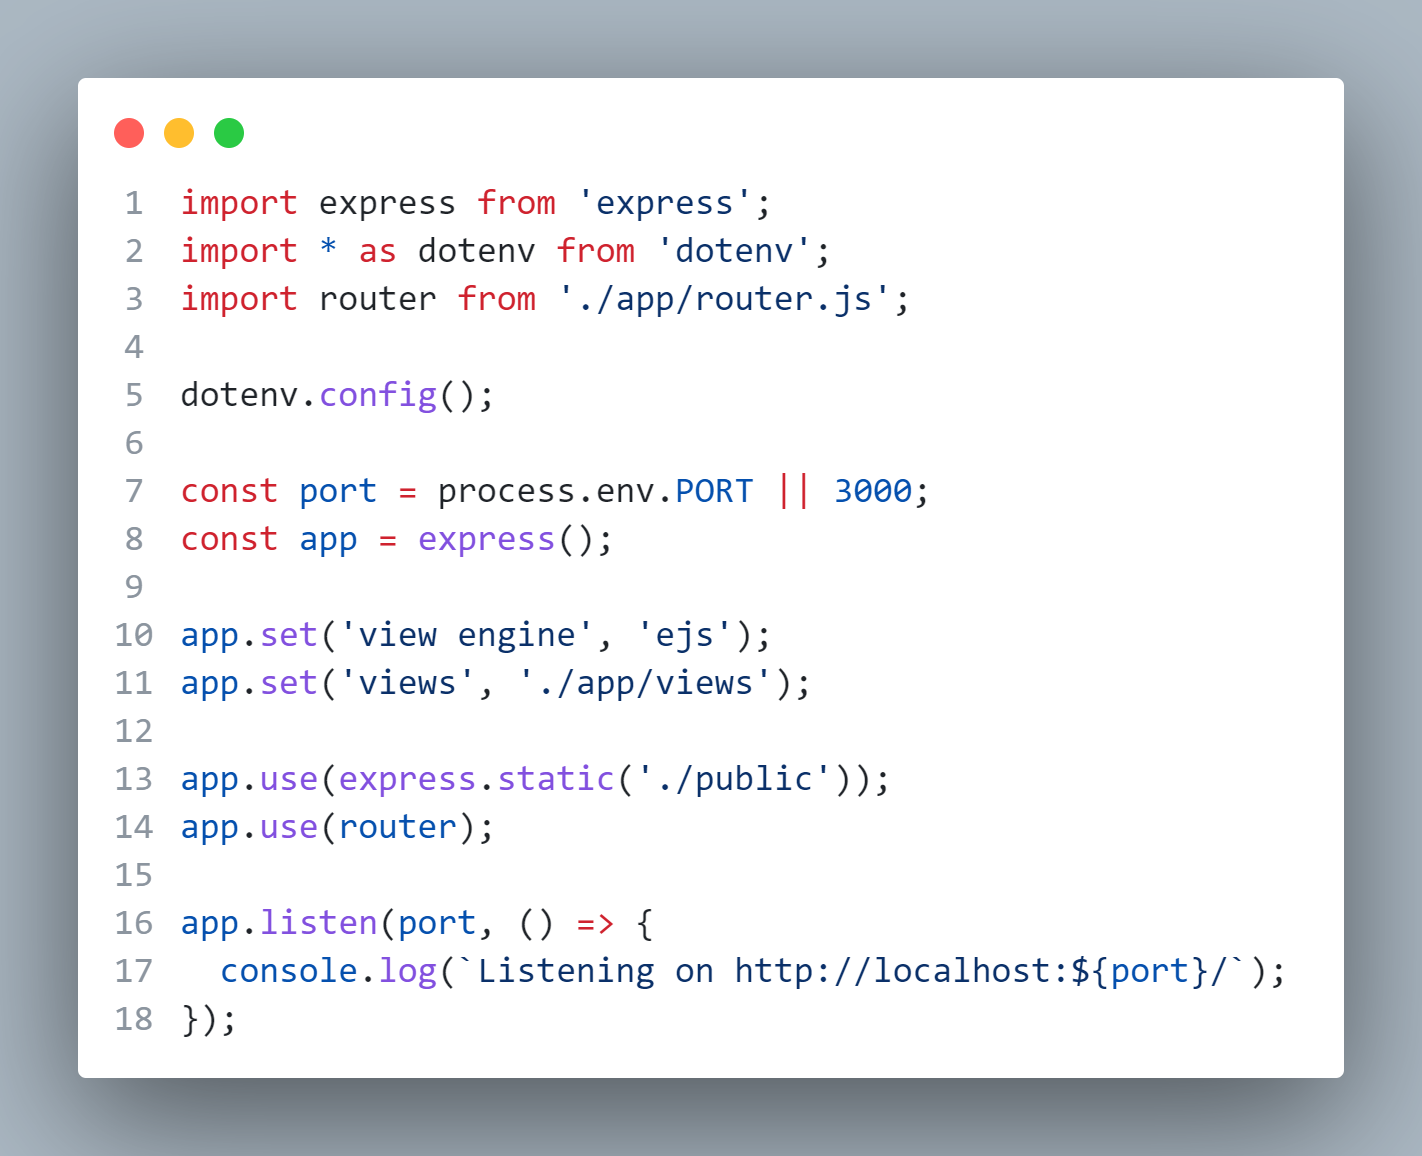 1 import express from 'express';
2 import * as dotenv from 'dotenv';
3 import router from './app/router.js';
4
5 dotenv.config();
6
7 const port = process.env.PORT || 3000;
8 const app = express();
9
10 app.set('view engine', 'ejs');
11 app.set('views', './app/views');
12
13 app.use(express.static('./public'));
14 app.use(router);
15
16 app.listen(port, () => {
17   console.log(`Listening on http://localhost:${port}/`);
18 });